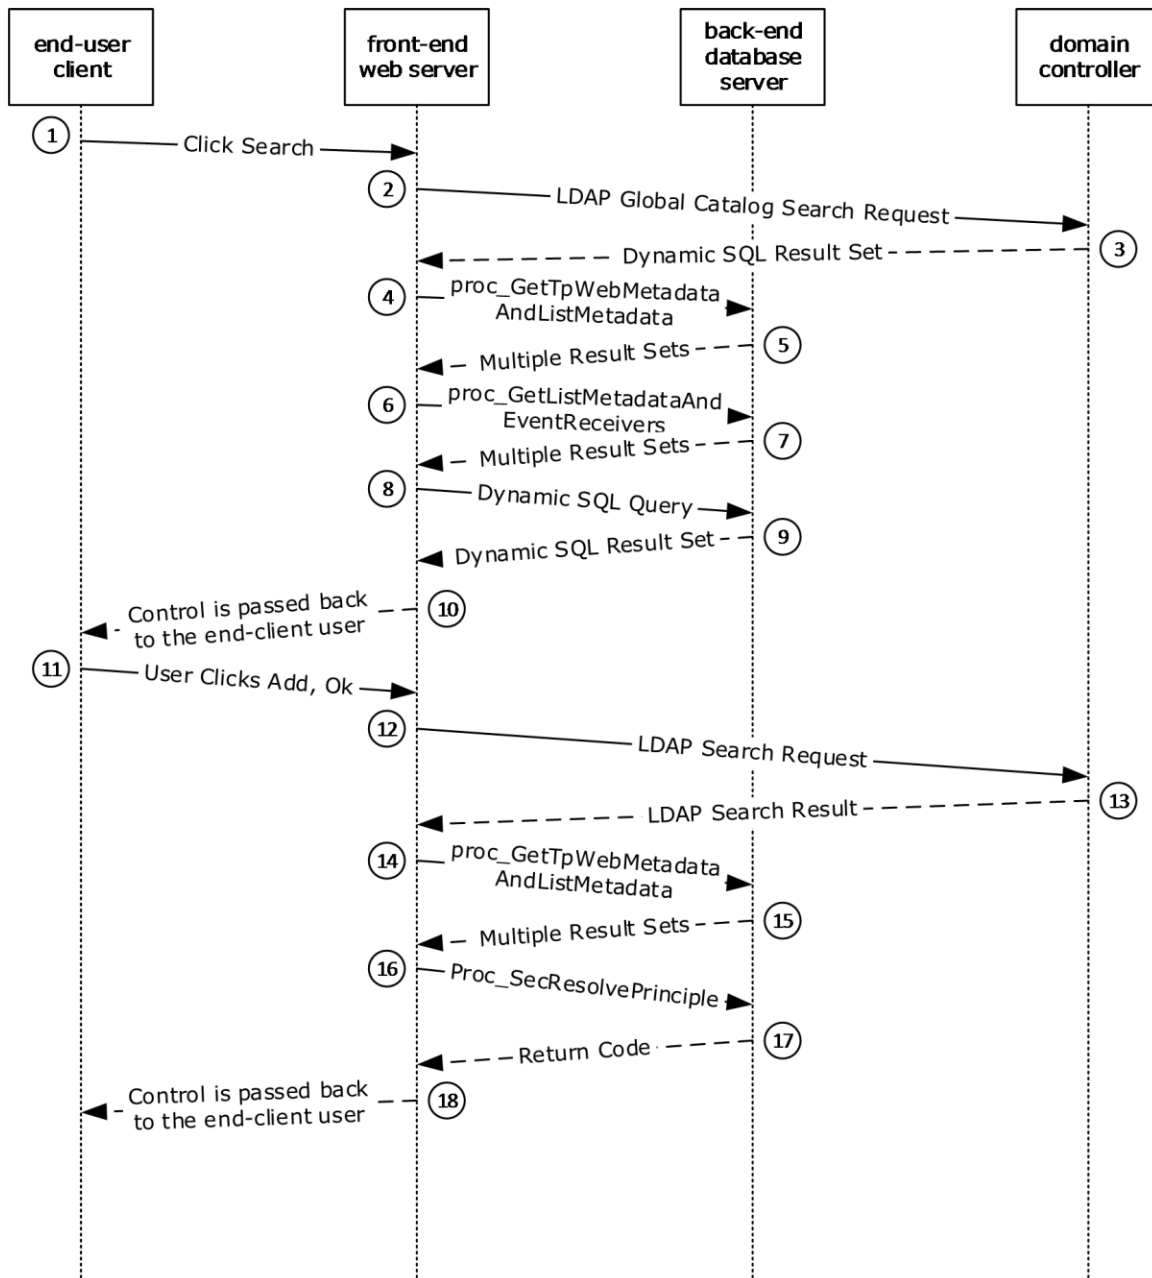 end-user
client
front-end
web server
back-end
database
server
domain
controller
1
Click Search
2
LDAP Global Catalog Search Request
3
Dynamic SQL Result Set
4
proc_GetTpWebMetadata
AndListMetadata
5
Multiple Result Sets
6
proc_GetListMetadataAnd
EventReceivers
7
Multiple Result Sets
8
Dynamic SQL Query
9
Dynamic SQL Result Set
10
Control is passed back
to the end-client user
11
User Clicks Add, Ok
12
LDAP Search Request
13
LDAP Search Result
14
proc_GetTpWebMetadata
AndListMetadata
15
Multiple Result Sets
16
Proc_SecResolvePrinciple
17
Return Code
18
Control is passed back
to the end-client user